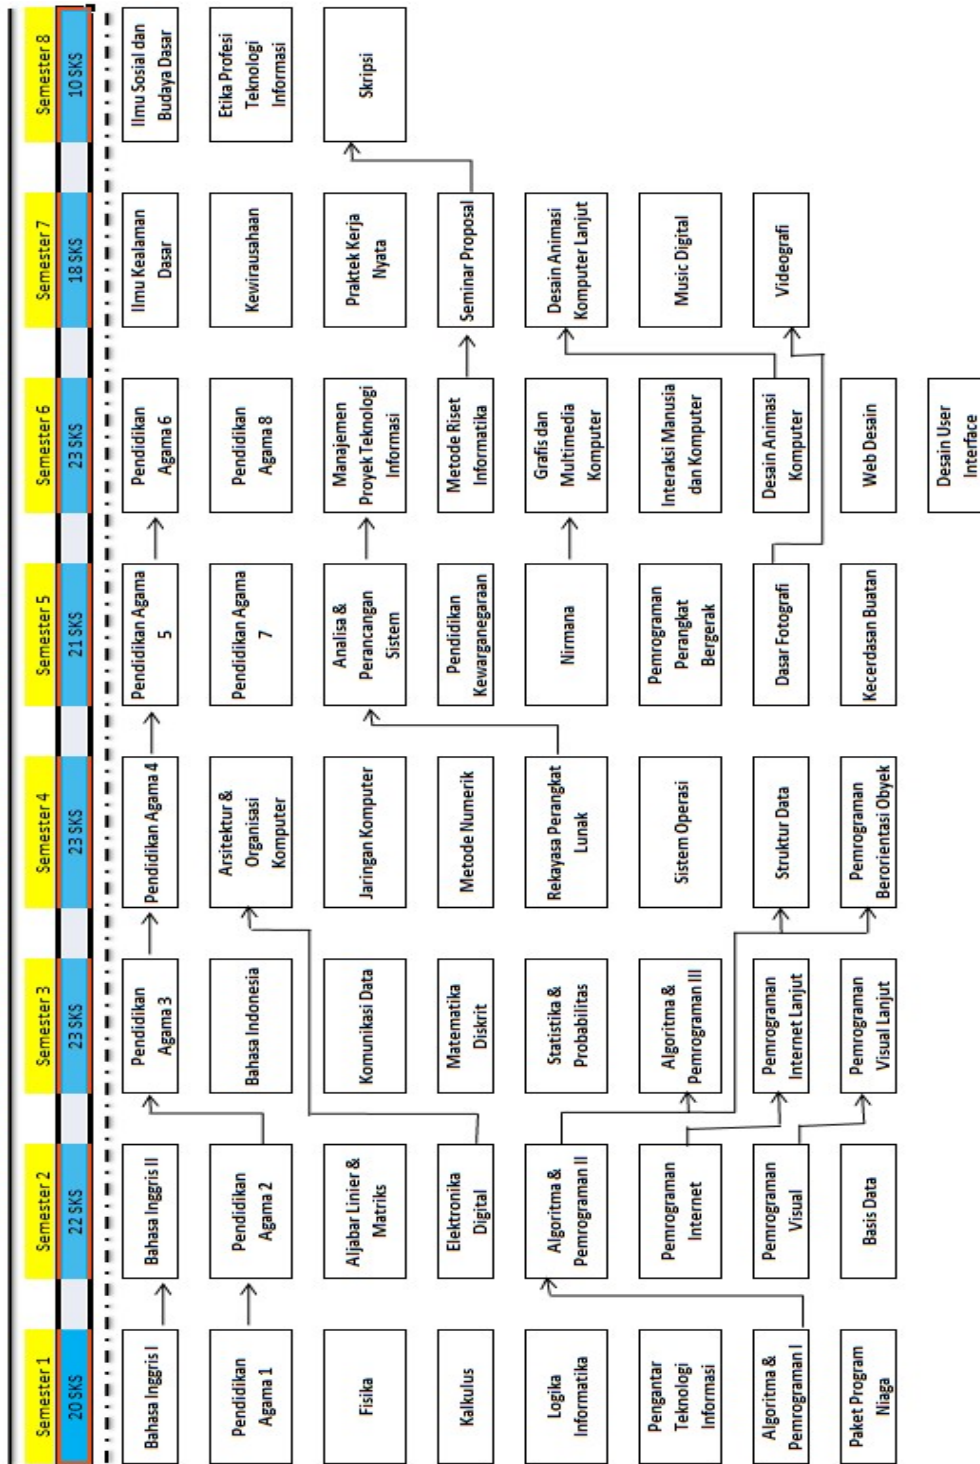 Semester 1
20 SKS
Bahasa Inggris I
Pendidikan
Agama 1
Fisika
Kalkulus
Logika
Informatika
Pengantar
Teknologi
Informasi
Algoritma &
Pemrograman I
Paket Program
Niaga
Semester 2
22 SKS
Bahasa Inggris II
Pendidikan
Agama 2
Aljabar Linier &
Matriks
Elektronika
Digital
Algoritma &
Pemrograman II
Pemrograman
Internet
Pemrograman
Visual
Basis Data
Semester 3
23 SKS
Pendidikan
Agama 3
Bahasa Indonesia
Komunikasi Data
Matematika
Diskrit
Statistika &
Probabilitas
Algoritma &
Pemrograman III
Pemrograman
Internet Lanjut
Pemrograman
Visual Lanjut
Semester 4
23 SKS
Pendidikan Agama 4
Arsitektur &
Organisasi
Komputer
Jaringan Komputer
Metode Numerik
Rekayasa Perangkat
Lunak
Sistem Operasi
Struktur Data
Pemrograman
Berorientasi Obyek
Semester 5
21 SKS
Pendidikan Agama
5
Pendidikan Agama
7
Analisa &
Perancangan
Sistem
Pendidikan
Kewarganegaraan
Nirmana
Pemrograman
Perangkat
Bergerak
Dasar Fotografi
Kecerdasan Buatan
Semester 6
23 SKS
Pendidikan
Agama 6
Pendidikan
Agama 8
Manajemen
Proyek Teknologi
Informasi
Metode Riset
Informatika
Grafis dan
Multimedia
Komputer
Interaksi Manusia
dan Komputer
Desain Animasi
Komputer
Web Desain
Desain User
Interface
Semester 7
18 SKS
Ilmu Kealaman
Dasar
Kewirausahaan
Praktek Kerja
Nyata
Seminar Proposal
Desain Animasi
Komputer Lanjut
Music Digital
Videografi
Semester 8
10 SKS
Ilmu Sosial dan
Budaya Dasar
Etika Profesi
Teknologi
Informasi
Skripsi